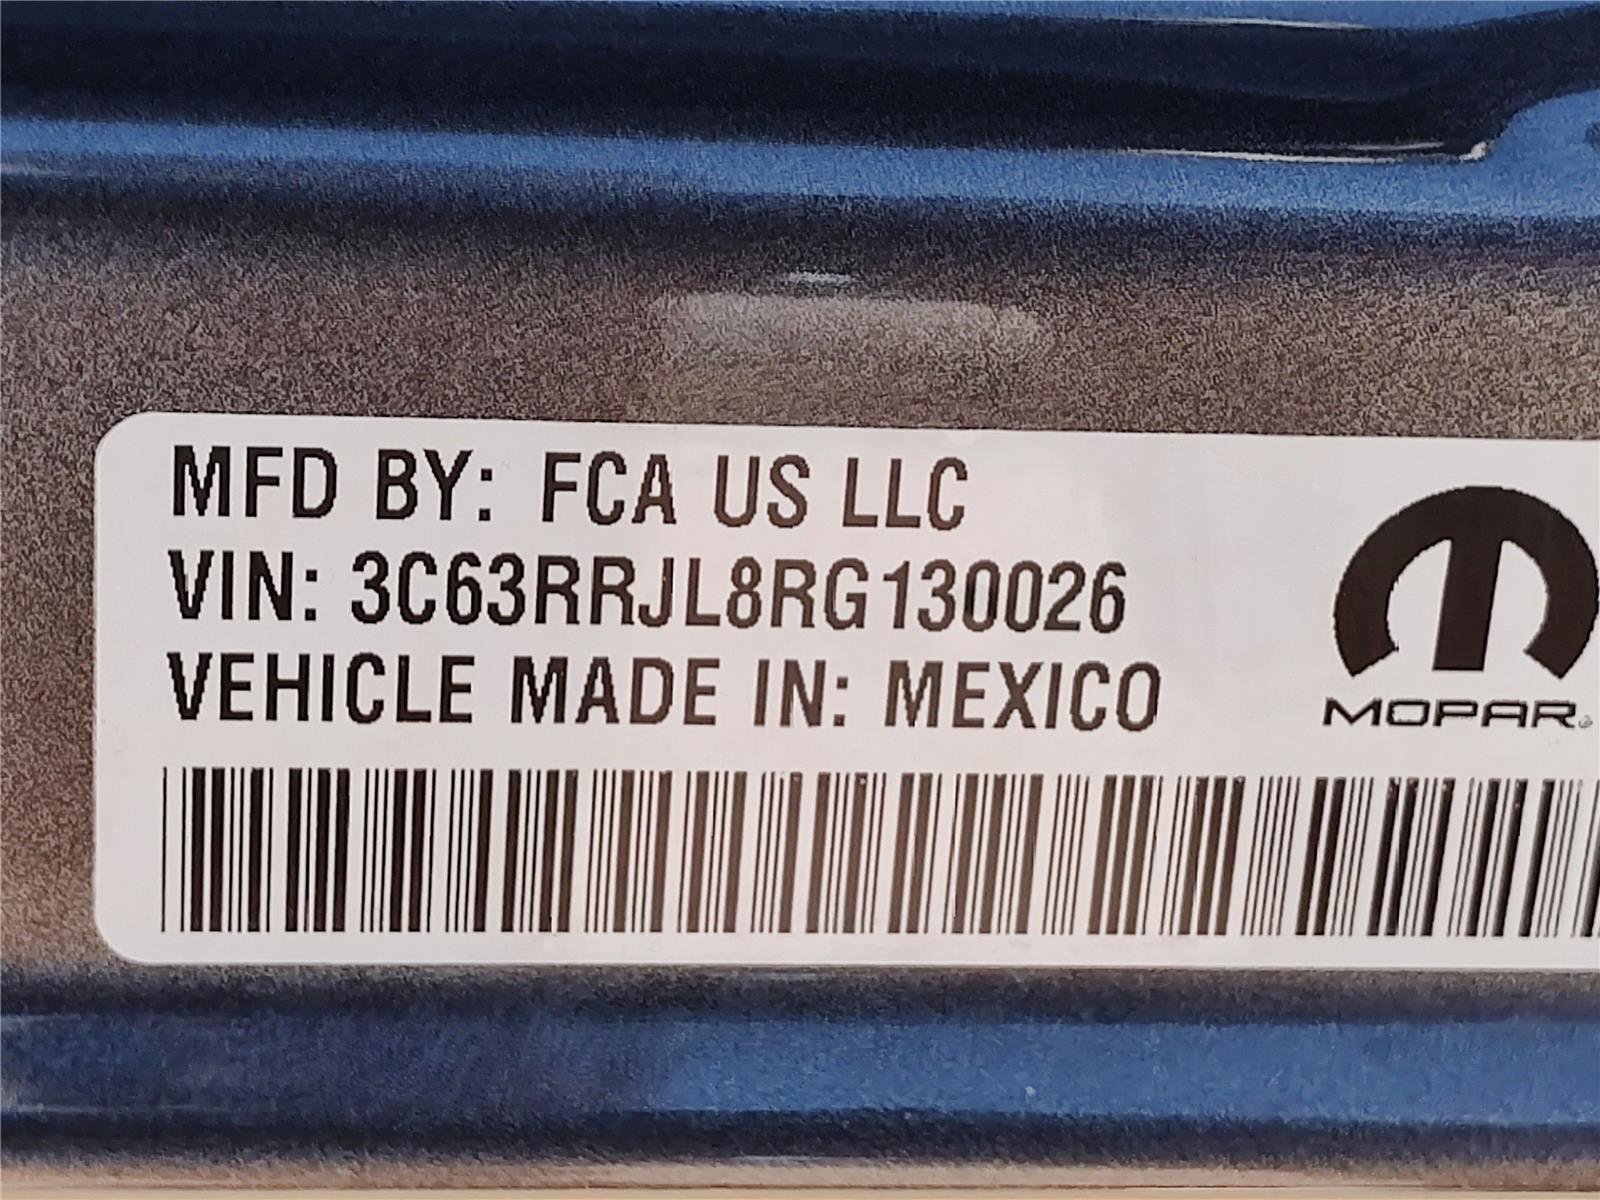 MFD BY: FCA US LLC
VIN: 3C63RRJL8RG130026
VEHICLE MADE IN: MEXICO
MOPAR